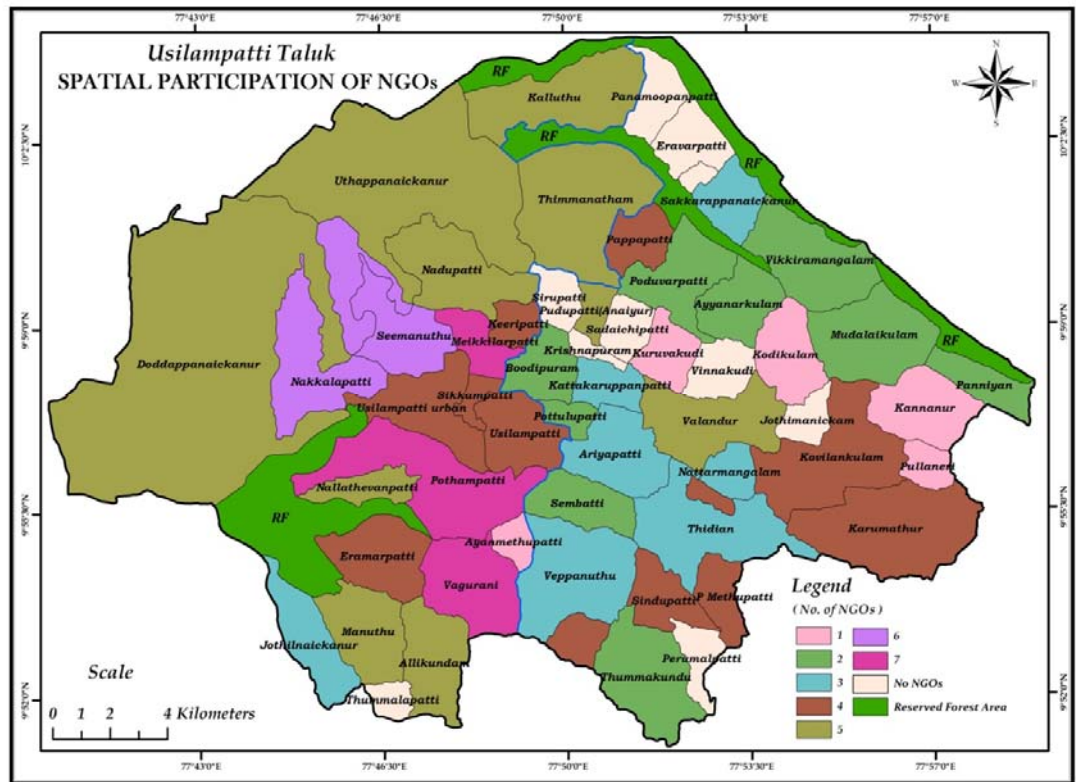 77°43'0"E 77°46'30"E 77°50'0"E 77°53'30"E 77°57'0"E
Usilampatti Taluk
SPATIAL PARTICIPATION OF NGOs
N
W E
S
RF
Kalluthu
Panamoopanpatti
10°2'30"N
10°2'30"N
RF
Eravarpatti
RF
Uthappanaickanur
Thimmanatham
Sakkarappanaickanur
Pappapatti
Nadupatti
Poduvarpatti
Vikkiramangalam
Sirupatti
Ayyanarkulam
Pudupatti(Anaiyur)
9°59'0"N
9°59'0"N
Keeripatti
Sadaichipatti
Mudalaikulam
Seemanuthu
Meikkilarpatti
RF
Krishnapuram
Kuruvakudi
Kodikulam
Doddappanaickanur
Boodipuram
Vinnakudi
Nakkalapatti
Kattakaruppanpatti
Panniyan
Sikkampatti
Usilampatti urban
Kannanur
Pottulupatti
Valandur
Jothimanickam
Usilampatti
Ariyapatti
Kovilankulam
Pullaneri
Nattarmangalam
Pothampatti
Nallathevanpatti
9°55'30"N
9°55'30"N
Sembatti
RF
Thidian
Karumathur
Ayanmethupatti
Eramarpatti
Veppanuthu
Vagurani
Sindupatti
P Methupatti
Legend
(No. of NGOs)
Manuthu
1 6
Jothilnaickanur
2 7
Allikundam
Perumalpatti
Scale
3 No NGOs
Thummakundu
Thummalapatti
4 Reserved Forest Area
9°52'0"N
9°52'0"N
5
0 1 2 4 Kilometers
77°43'0"E 77°46'30"E 77°50'0"E 77°53'30"E 77°57'0"E